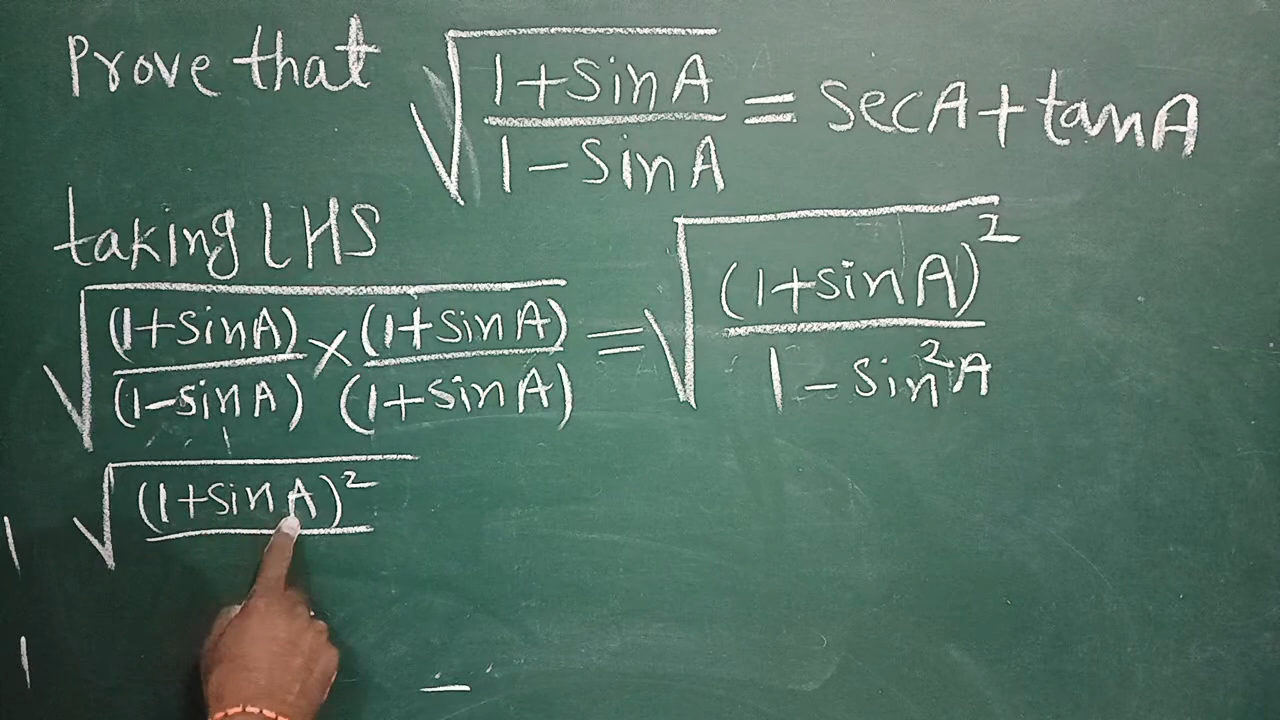 Prove that √((1+sinA)/(1-sinA)) = secA+tanA
taking LHS
√((1+sinA)/(1-sinA) × (1+sinA)/(1+sinA)) = √((1+sinA)²/(1-sin²A))
√((1+sinA)²